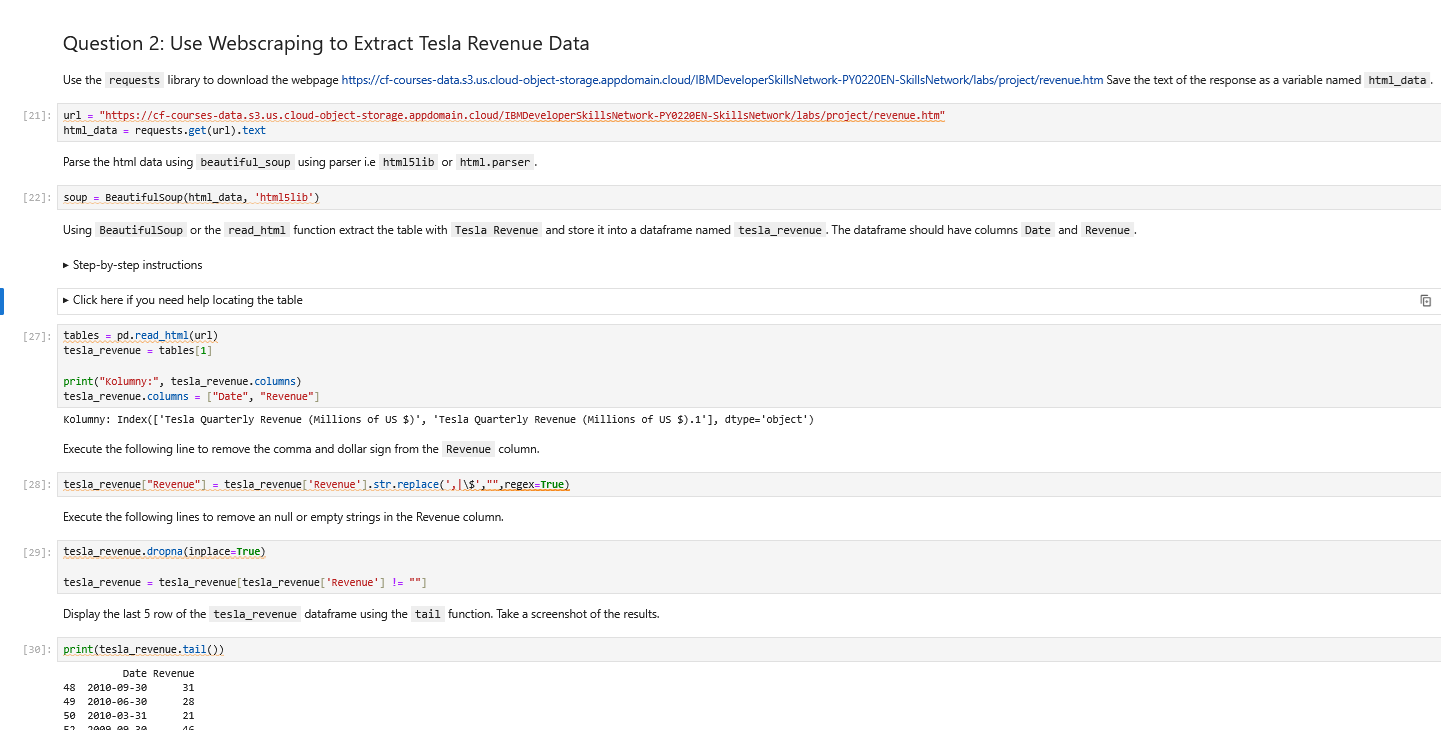 Question 2: Use Webscraping to Extract Tesla Revenue Data
Use the requests library to download the webpage https://cf-courses-data.s3.us.cloud-object-storage.appdomain.cloud/IBMDeveloperSkillsNetwork-PY0220EN-SkillsNetwork/labs/project/revenue.htm Save the text of the response as a variable named html_data .
[21]: url = "https://cf-courses-data.s3.us.cloud-object-storage.appdomain.cloud/IBMDeveloperSkillsNetwork-PY0220EN-SkillsNetwork/labs/project/revenue.htm"
html_data = requests.get(url).text
Parse the html data using beautiful_soup using parser i.e html5lib or html.parser .
[22]: soup = BeautifulSoup(html_data, 'html5lib')
Using BeautifulSoup or the read_html function extract the table with Tesla Revenue and store it into a dataframe named tesla_revenue . The dataframe should have columns Date and Revenue .
▸ Step-by-step instructions
▸ Click here if you need help locating the table
[27]: tables = pd.read_html(url)
tesla_revenue = tables[1]
print("Kolumny:", tesla_revenue.columns)
tesla_revenue.columns = ["Date", "Revenue"]
Kolumny: Index(['Tesla Quarterly Revenue (Millions of US $)', 'Tesla Quarterly Revenue (Millions of US $).1'], dtype='object')
Execute the following line to remove the comma and dollar sign from the Revenue column.
[28]: tesla_revenue["Revenue"] = tesla_revenue['Revenue'].str.replace(',|\$',"",regex=True)
Execute the following lines to remove an null or empty strings in the Revenue column.
[29]: tesla_revenue.dropna(inplace=True)
tesla_revenue = tesla_revenue[tesla_revenue['Revenue'] != ""]
Display the last 5 row of the tesla_revenue dataframe using the tail function. Take a screenshot of the results.
[30]: print(tesla_revenue.tail())
Date Revenue
48 2010-09-30 31
49 2010-06-30 28
50 2010-03-31 21
52 2009-09-30 46